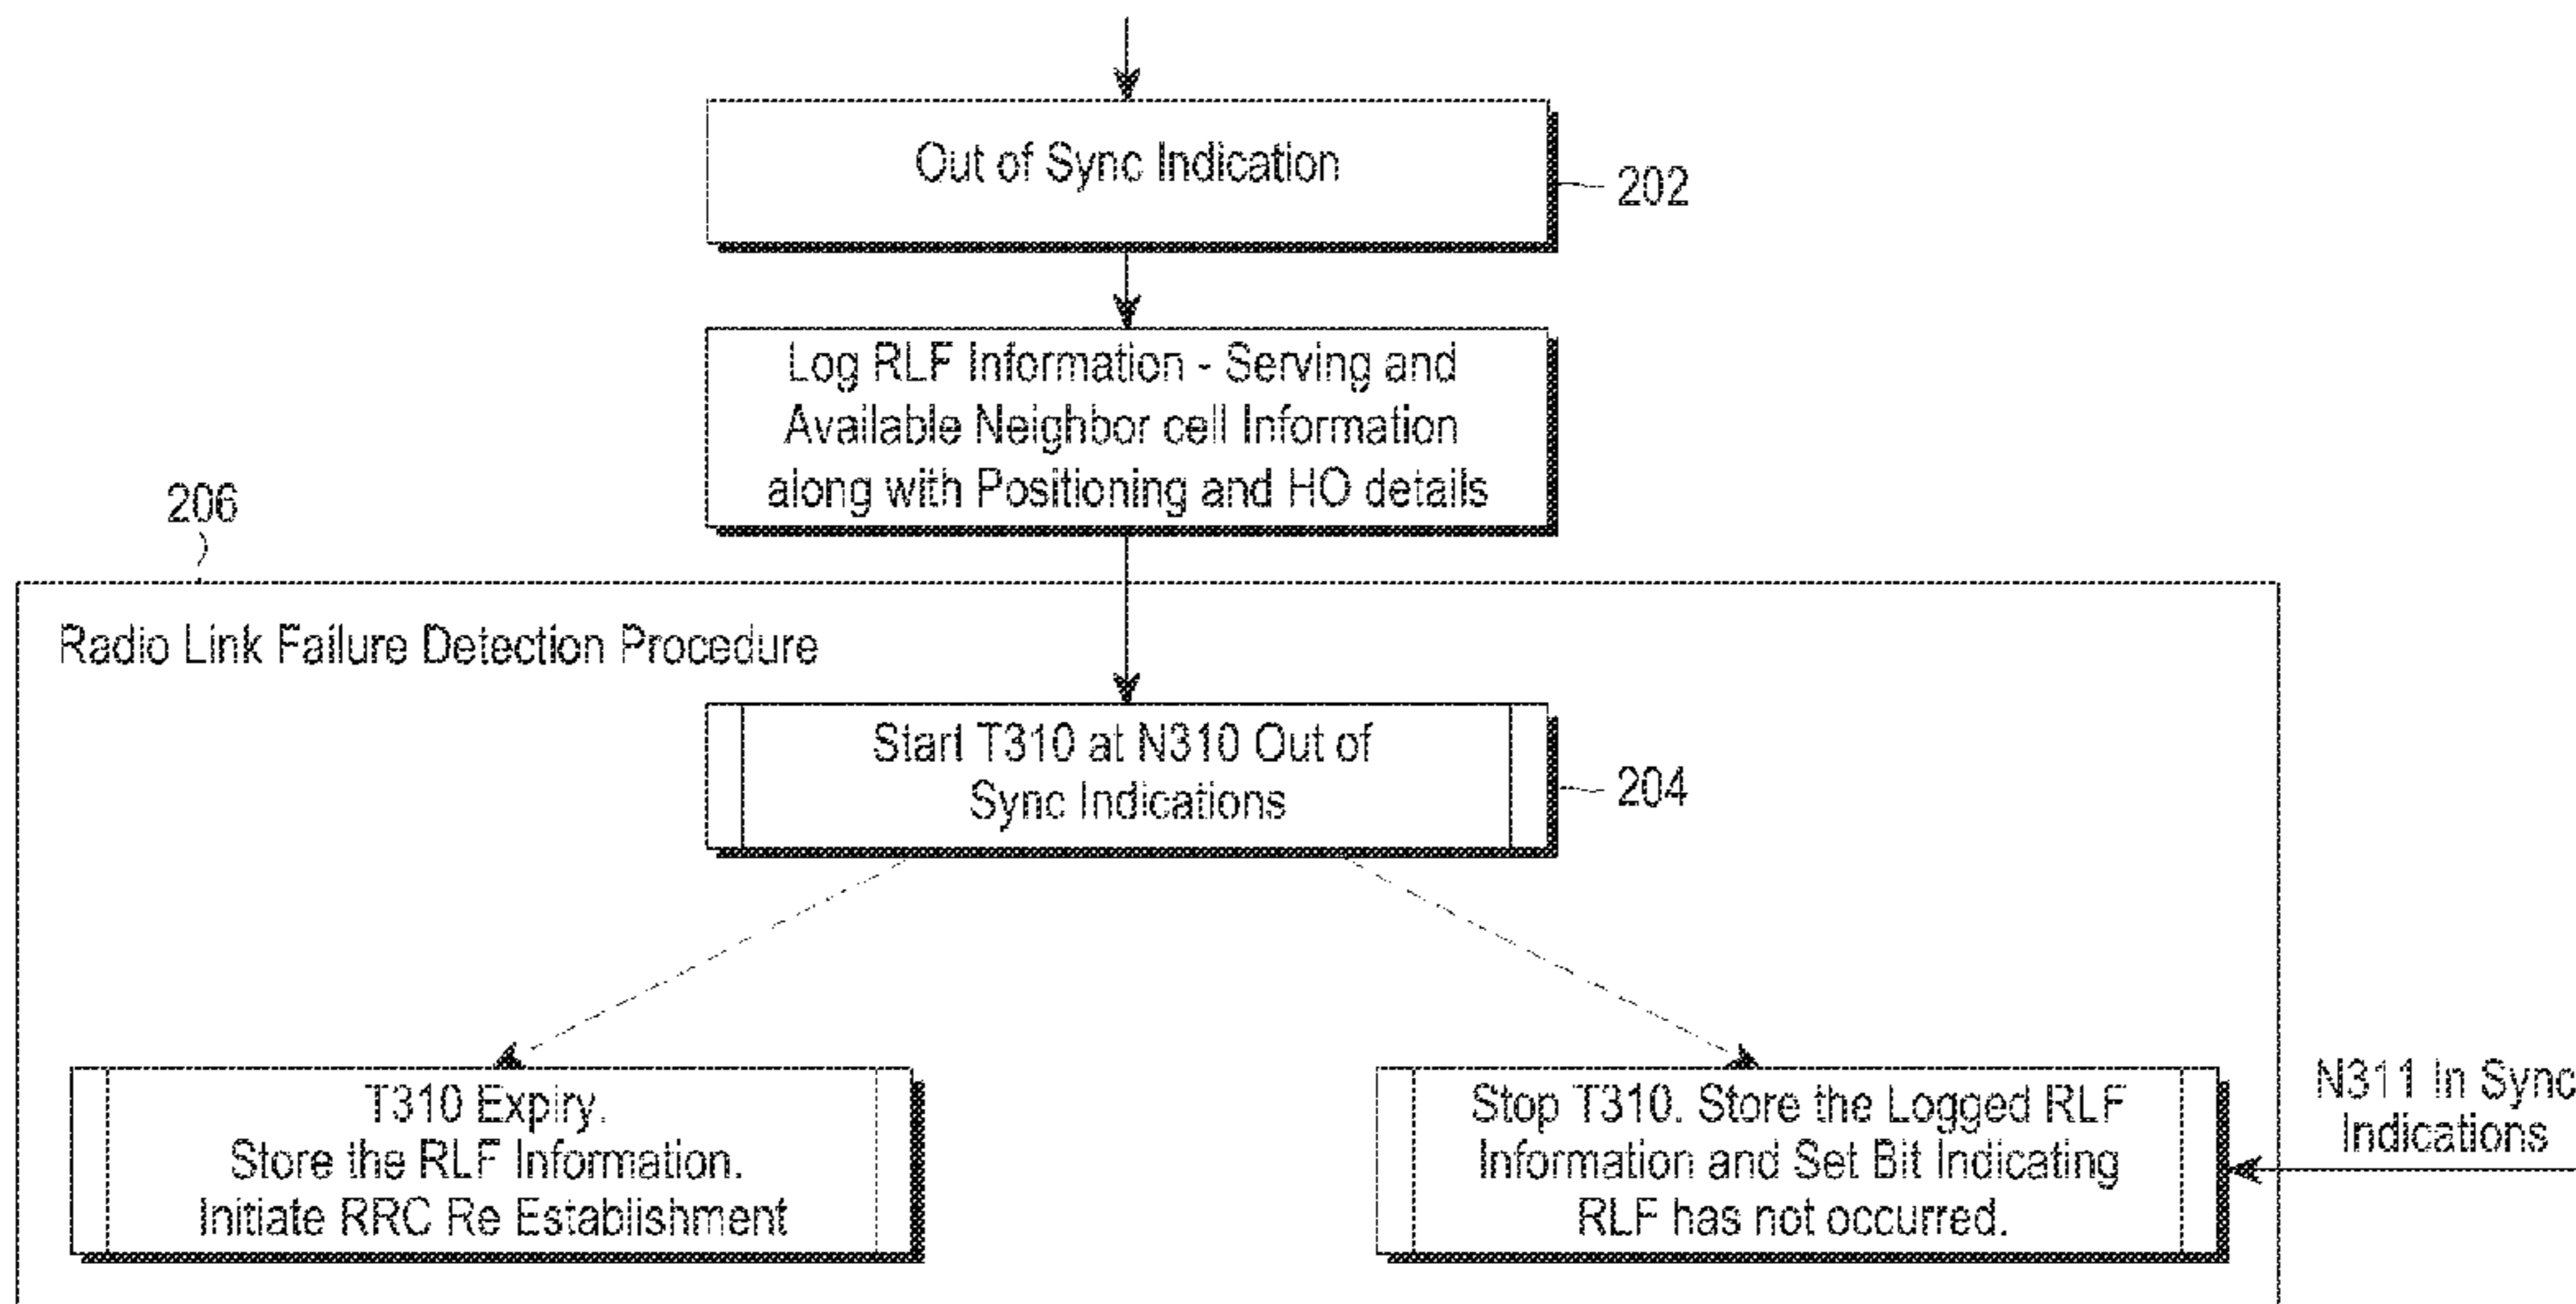 Out of Sync Indication
202
Log RLF Information - Serving and
Available Neighbor cell Information
along with Positioning and HO details
206
Radio Link Failure Detection Procedure
Start T310 at N310 Out of
Sync Indications
204
T310 Expiry.
Store the RLF Information.
Initiate RRC Re Establishment
Stop T310. Store the Logged RLF
Information and Set Bit Indicating
RLF has not occurred.
N311 In Sync
Indications